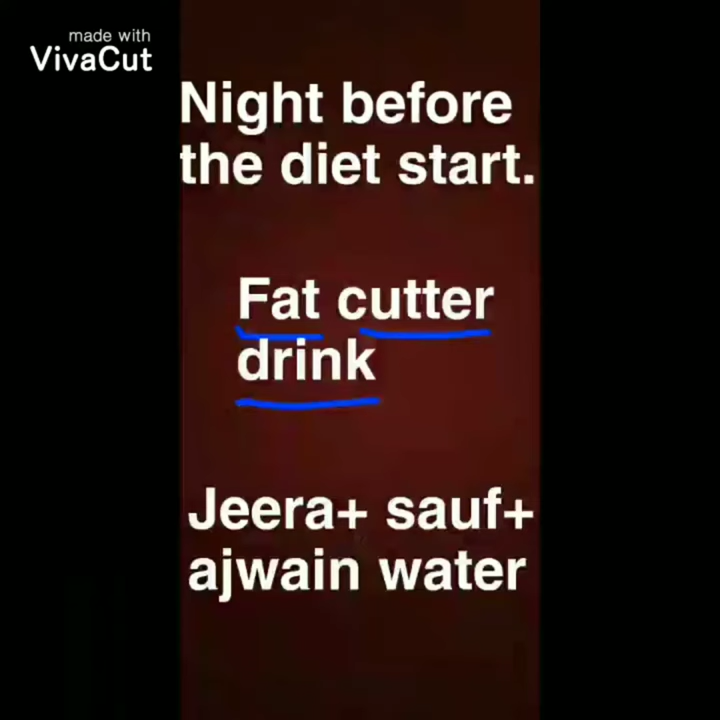 made with
VivaCut
Night before
the diet start.
Fat cutter
drink
Jeera+ sauf+
ajwain water